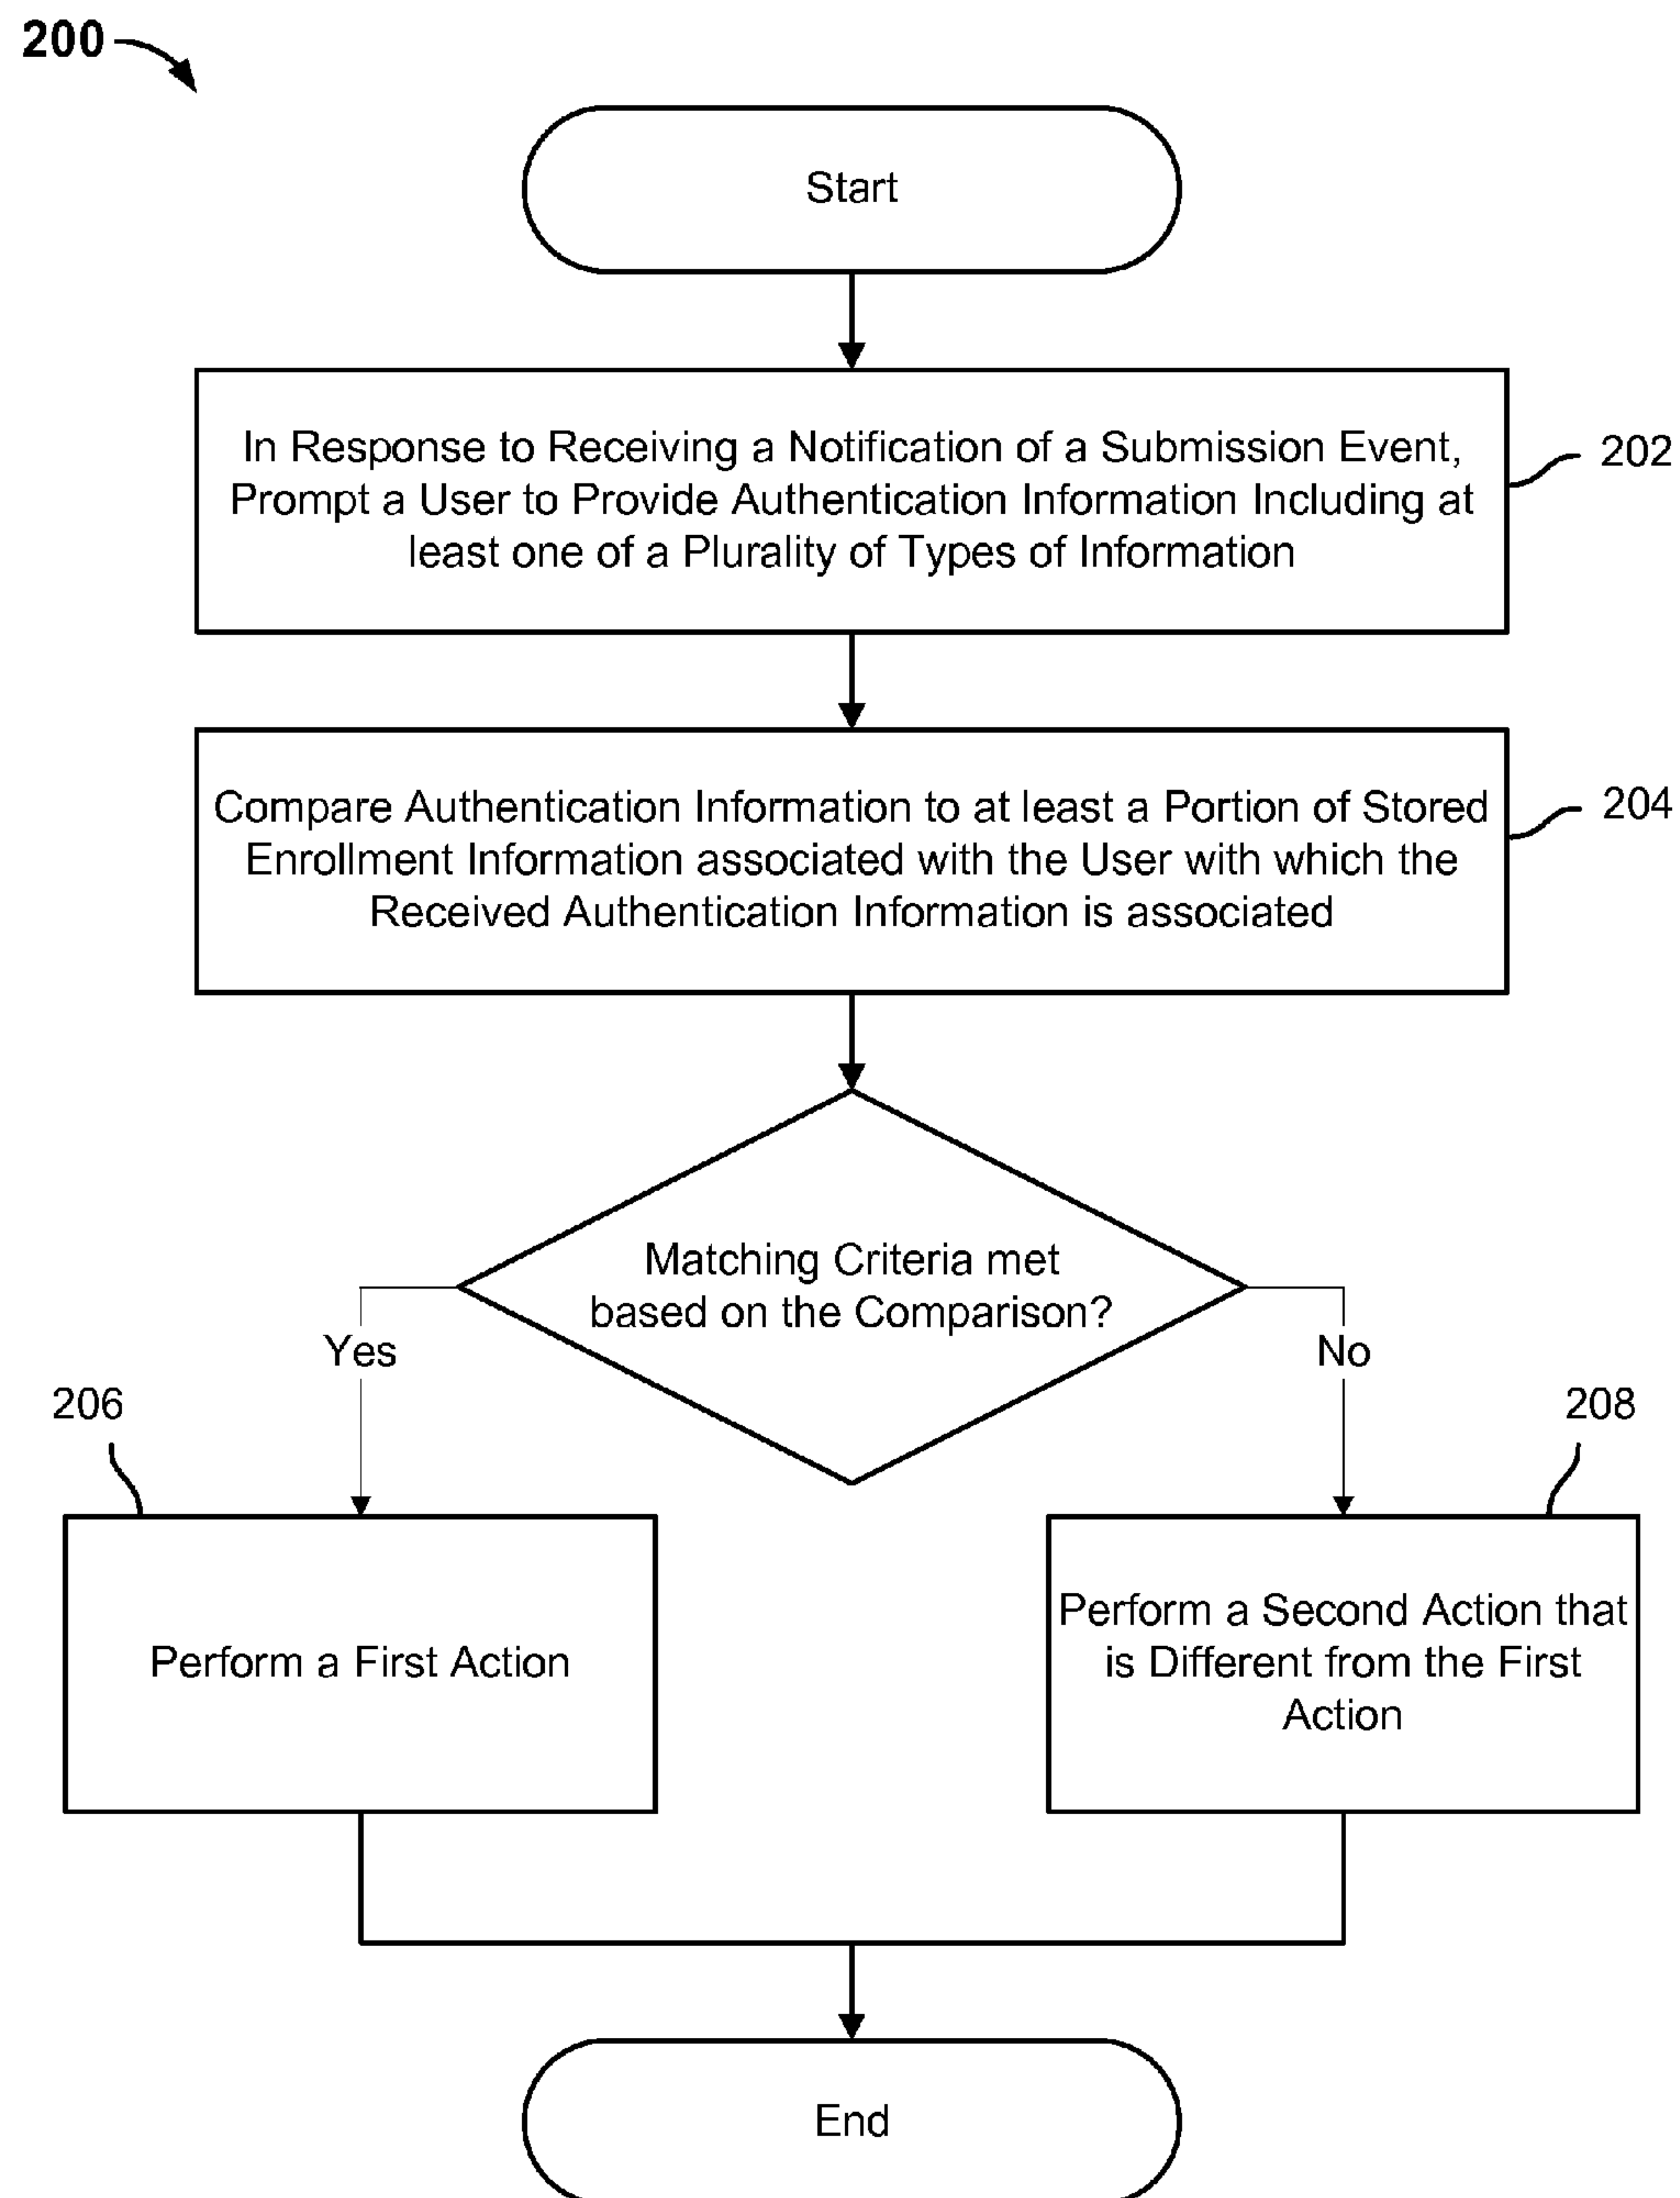 200
Start
In Response to Receiving a Notification of a Submission Event,
Prompt a User to Provide Authentication Information Including at
least one of a Plurality of Types of Information
202
Compare Authentication Information to at least a Portion of Stored
Enrollment Information associated with the User with which the
Received Authentication Information is associated
204
Matching Criteria met
based on the Comparison?
Yes
No
206
208
Perform a First Action
Perform a Second Action that
is Different from the First
Action
End